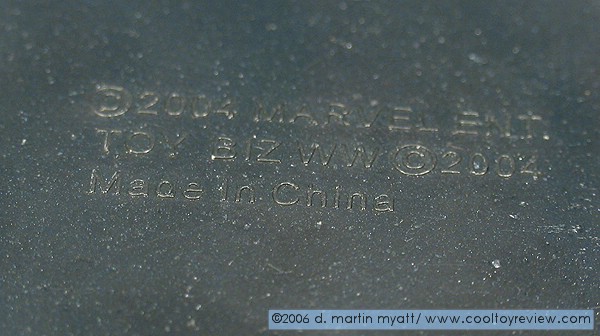 ©2004 MARVEL ENT.
TOY BIZ WW ©2004
Made in China
©2006 d. martin myatt/ www.cooltoyreview.com